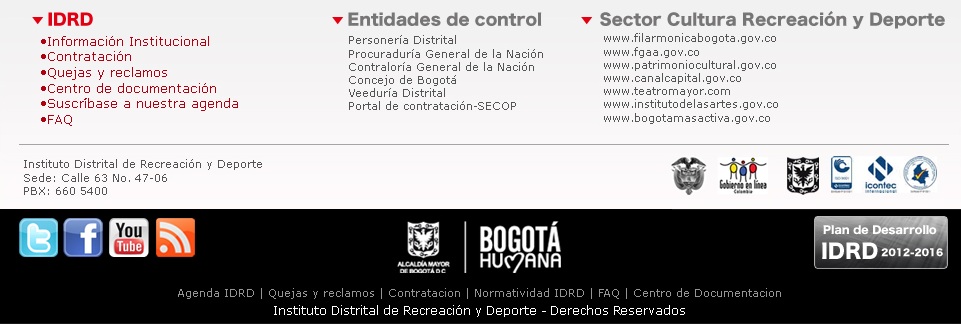 IDRD
•Información Institucional
•Contratación
•Quejas y reclamos
•Centro de documentación
•Suscríbase a nuestra agenda
•FAQ
Entidades de control
Personería Distrital
Procuraduría General de la Nación
Contraloría General de la Nación
Concejo de Bogotá
Veeduría Distrital
Portal de contratación-SECOP
Sector Cultura Recreación y Deporte
www.filarmonicabogota.gov.co
www.fgaa.gov.co
www.patrimoniocultural.gov.co
www.canalcapital.gov.co
www.teatromayor.com
www.institutodelasartes.gov.co
www.bogotamasactiva.gov.co
Instituto Distrital de Recreación y Deporte
Sede: Calle 63 No. 47-06
PBX: 660 5400
Gobierno en línea
Colombia
icontec
internacional
You
Tube
ALCALDÍA MAYOR
DE BOGOTÁ D.C
BOGOTÁ
HUMANA
Plan de Desarrollo
IDRD 2012-2016
Agenda IDRD | Quejas y reclamos | Contratacion | Normatividad IDRD | FAQ | Centro de Documentacion
Instituto Distrital de Recreación y Deporte - Derechos Reservados